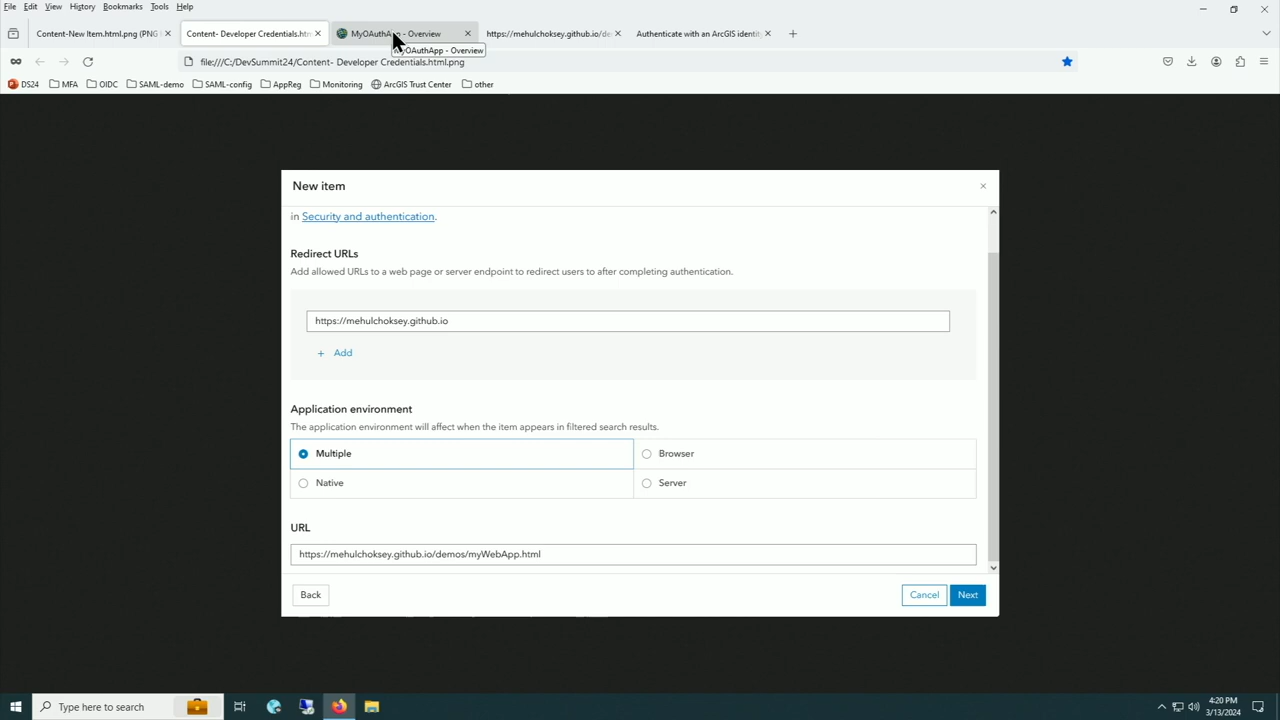 File Edit View History Bookmarks Tools Help
Content-New Item.html.png (PNG I
Content- Developer Credentials.htm
MyOAuthApp - Overview
https://mehulchoksey.github.io/de
Authenticate with an ArcGIS identit
OAuthApp - Overview
file:///C:/DevSummit24/Content- Developer Credentials.html.png
DS24 MFA OIDC SAML-demo SAML-config AppReg Monitoring ArcGIS Trust Center other
New item
in Security and authentication.
Redirect URLs
Add allowed URLs to a web page or server endpoint to redirect users to after completing authentication.
https://mehulchoksey.github.io
+ Add
Application environment
The application environment will affect when the item appears in filtered search results.
Multiple Browser
Native Server
URL
https://mehulchoksey.github.io/demos/myWebApp.html
Back Cancel Next
Type here to search
4:20 PM
3/13/2024